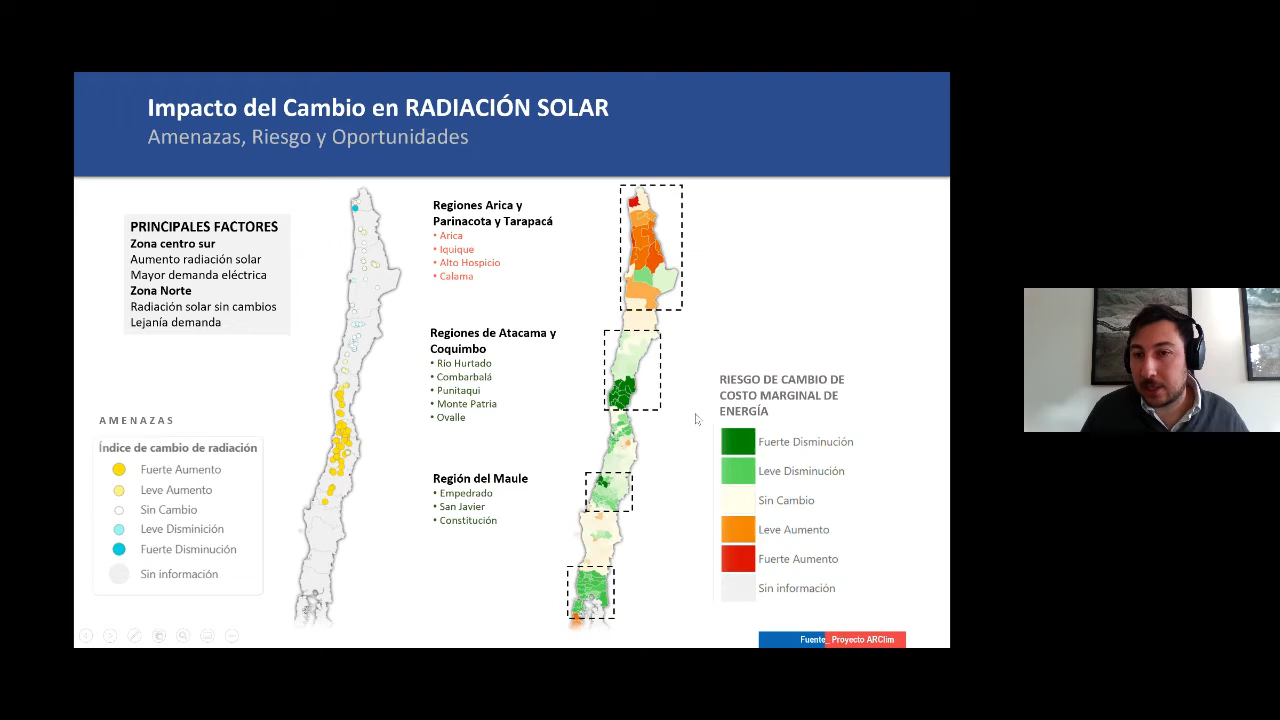 Impacto del Cambio en RADIACIÓN SOLAR
Amenazas, Riesgo y Oportunidades
PRINCIPALES FACTORES
Zona centro sur
Aumento radiación solar
Mayor demanda eléctrica
Zona Norte
Radiación solar sin cambios
Lejanía demanda
AMENAZAS
Índice de cambio de radiación
Fuerte Aumento
Leve Aumento
Sin Cambio
Leve Disminición
Fuerte Disminución
Sin información
Regiones Arica y
Parinacota y Tarapacá
• Arica
• Iquique
• Alto Hospicio
• Calama
Regiones de Atacama y
Coquimbo
• Río Hurtado
• Combarbalá
• Punitaqui
• Monte Patria
• Ovalle
Región del Maule
• Empedrado
• San Javier
• Constitución
RIESGO DE CAMBIO DE
COSTO MARGINAL DE
ENERGÍA
Fuerte Disminución
Leve Disminución
Sin Cambio
Leve Aumento
Fuerte Aumento
Sin información
Fuente_ Proyecto ARClim